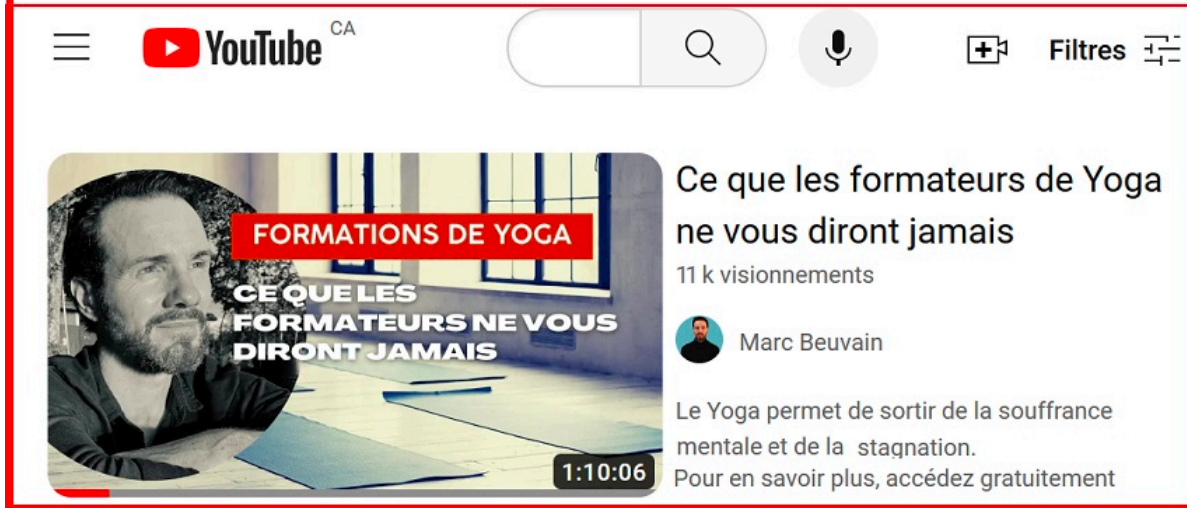 YouTube CA
Filtres
FORMATIONS DE YOGA
CE QUE LES
FORMATEURS NE VOUS
DIRONT JAMAIS
1:10:06
Ce que les formateurs de Yoga
ne vous diront jamais
11 k visionnements
Marc Beuvain
Le Yoga permet de sortir de la souffrance
mentale et de la stagnation.
Pour en savoir plus, accédez gratuitement